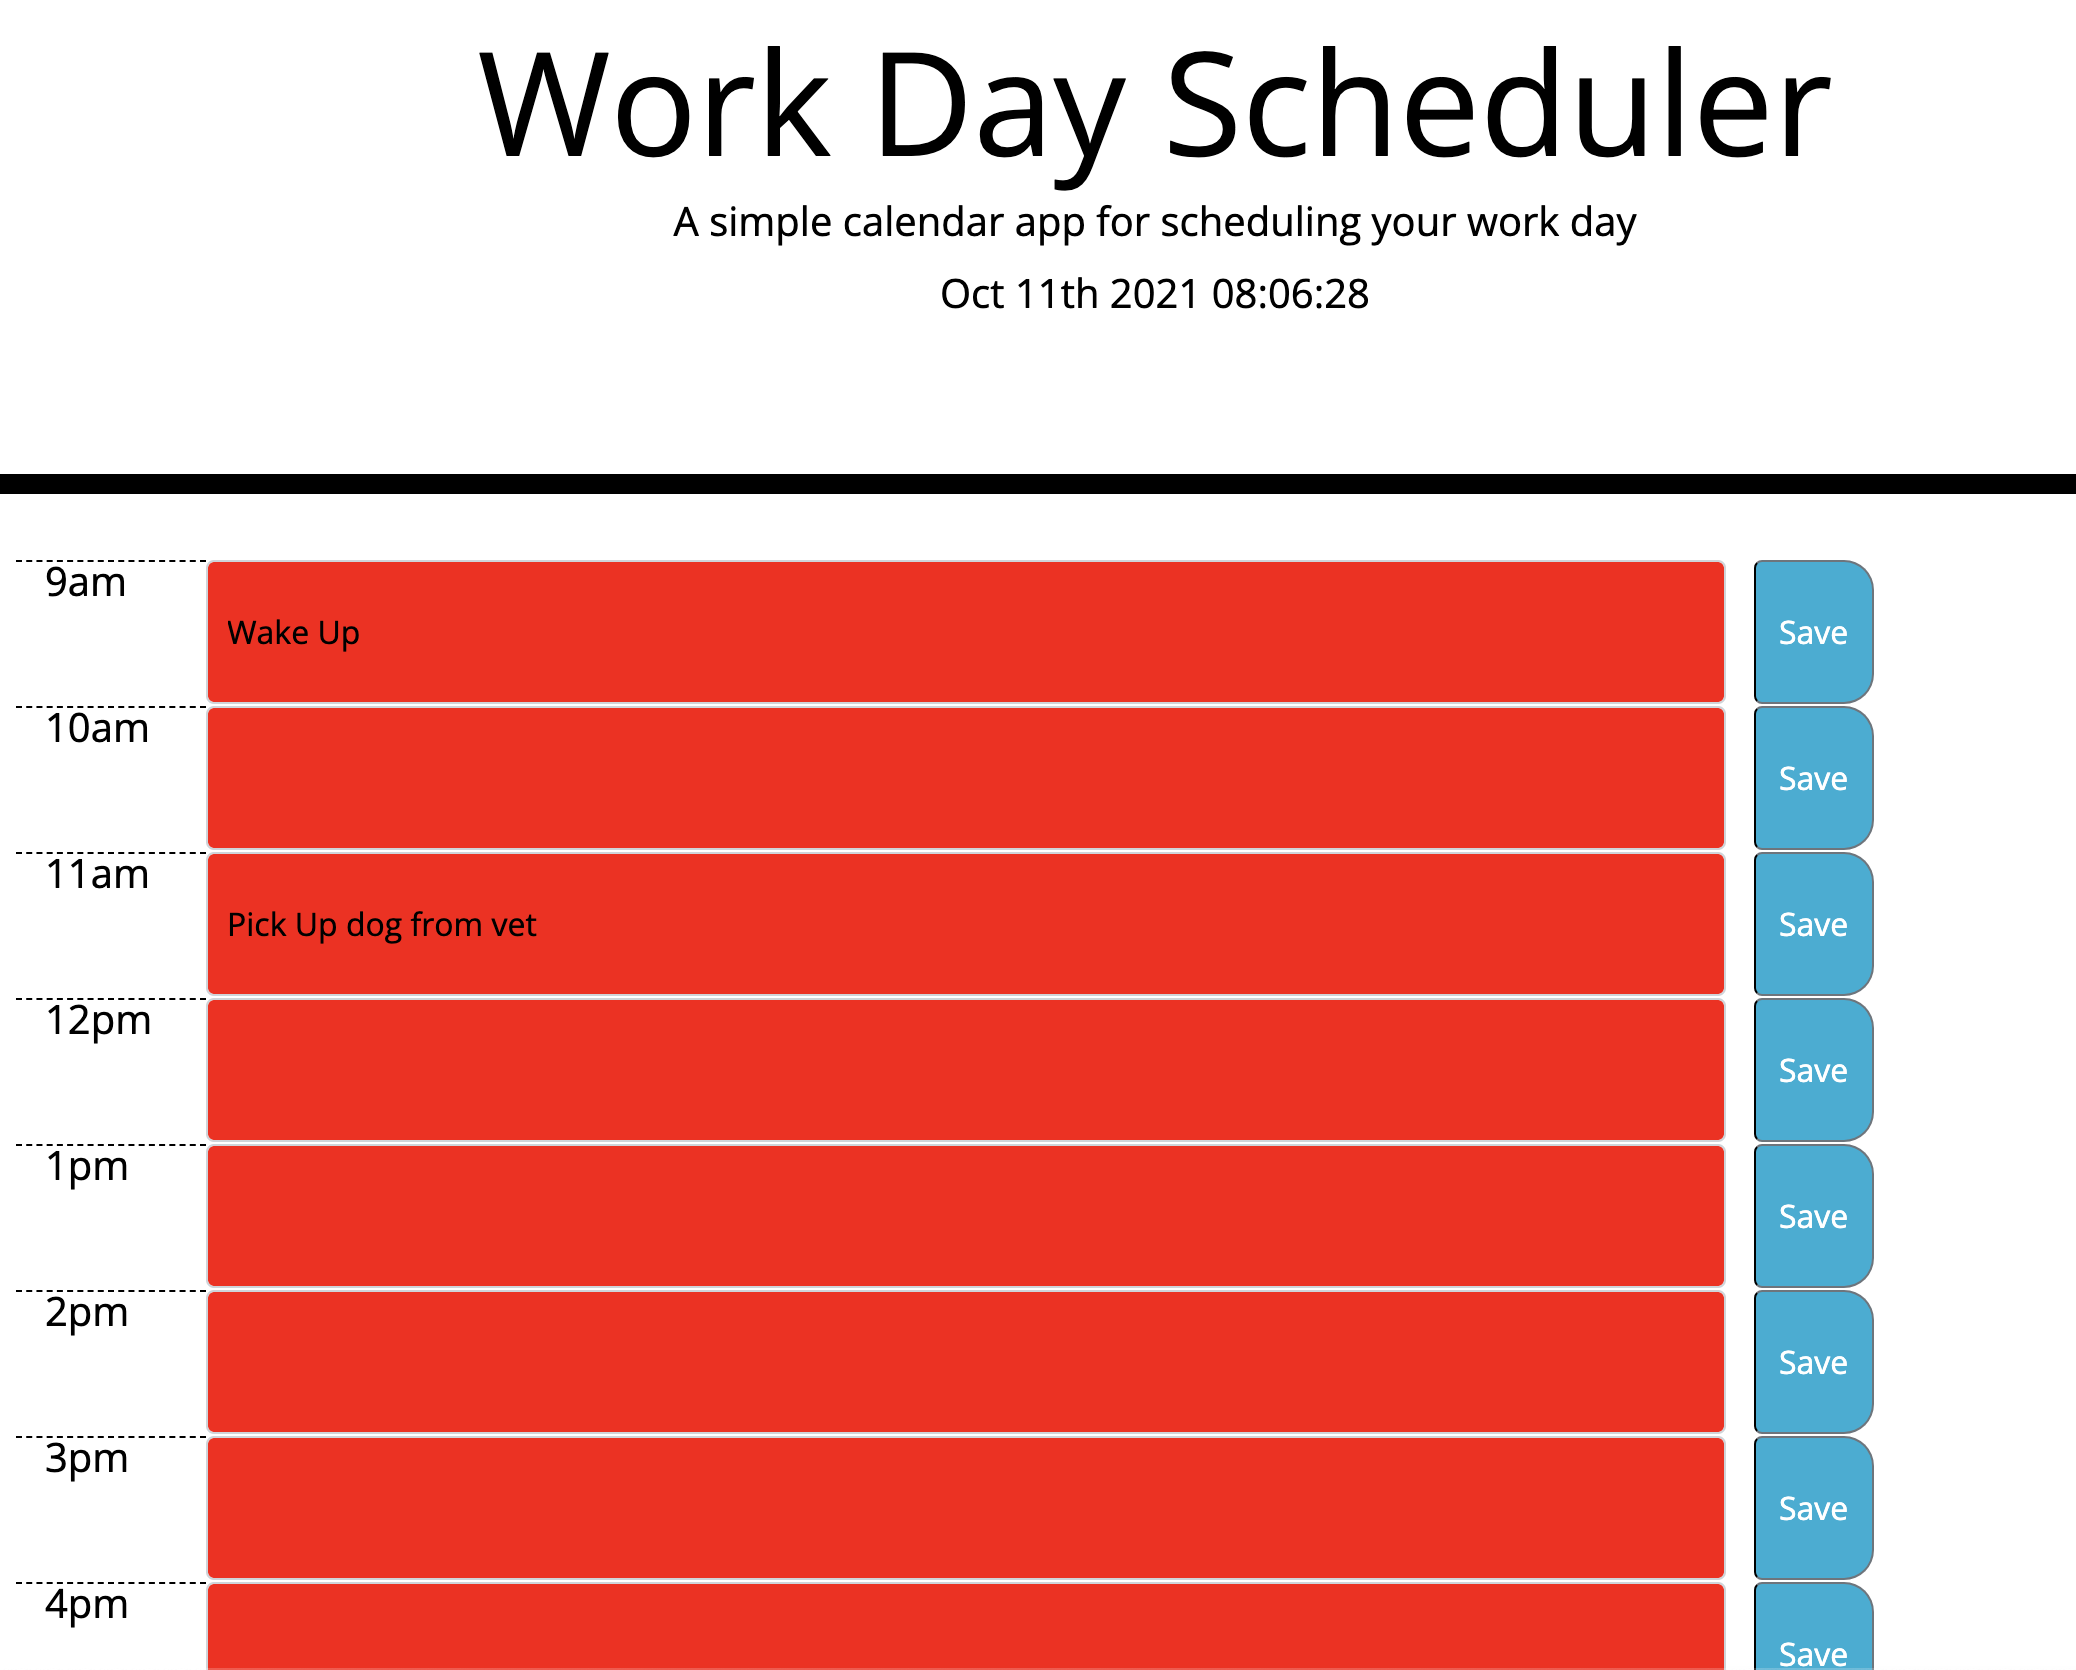 Work Day Scheduler
A simple calendar app for scheduling your work day
Oct 11th 2021 08:06:28
9am
Wake Up
Save
10am
Save
11am
Pick Up dog from vet
Save
12pm
Save
1pm
Save
2pm
Save
3pm
Save
4pm
Save